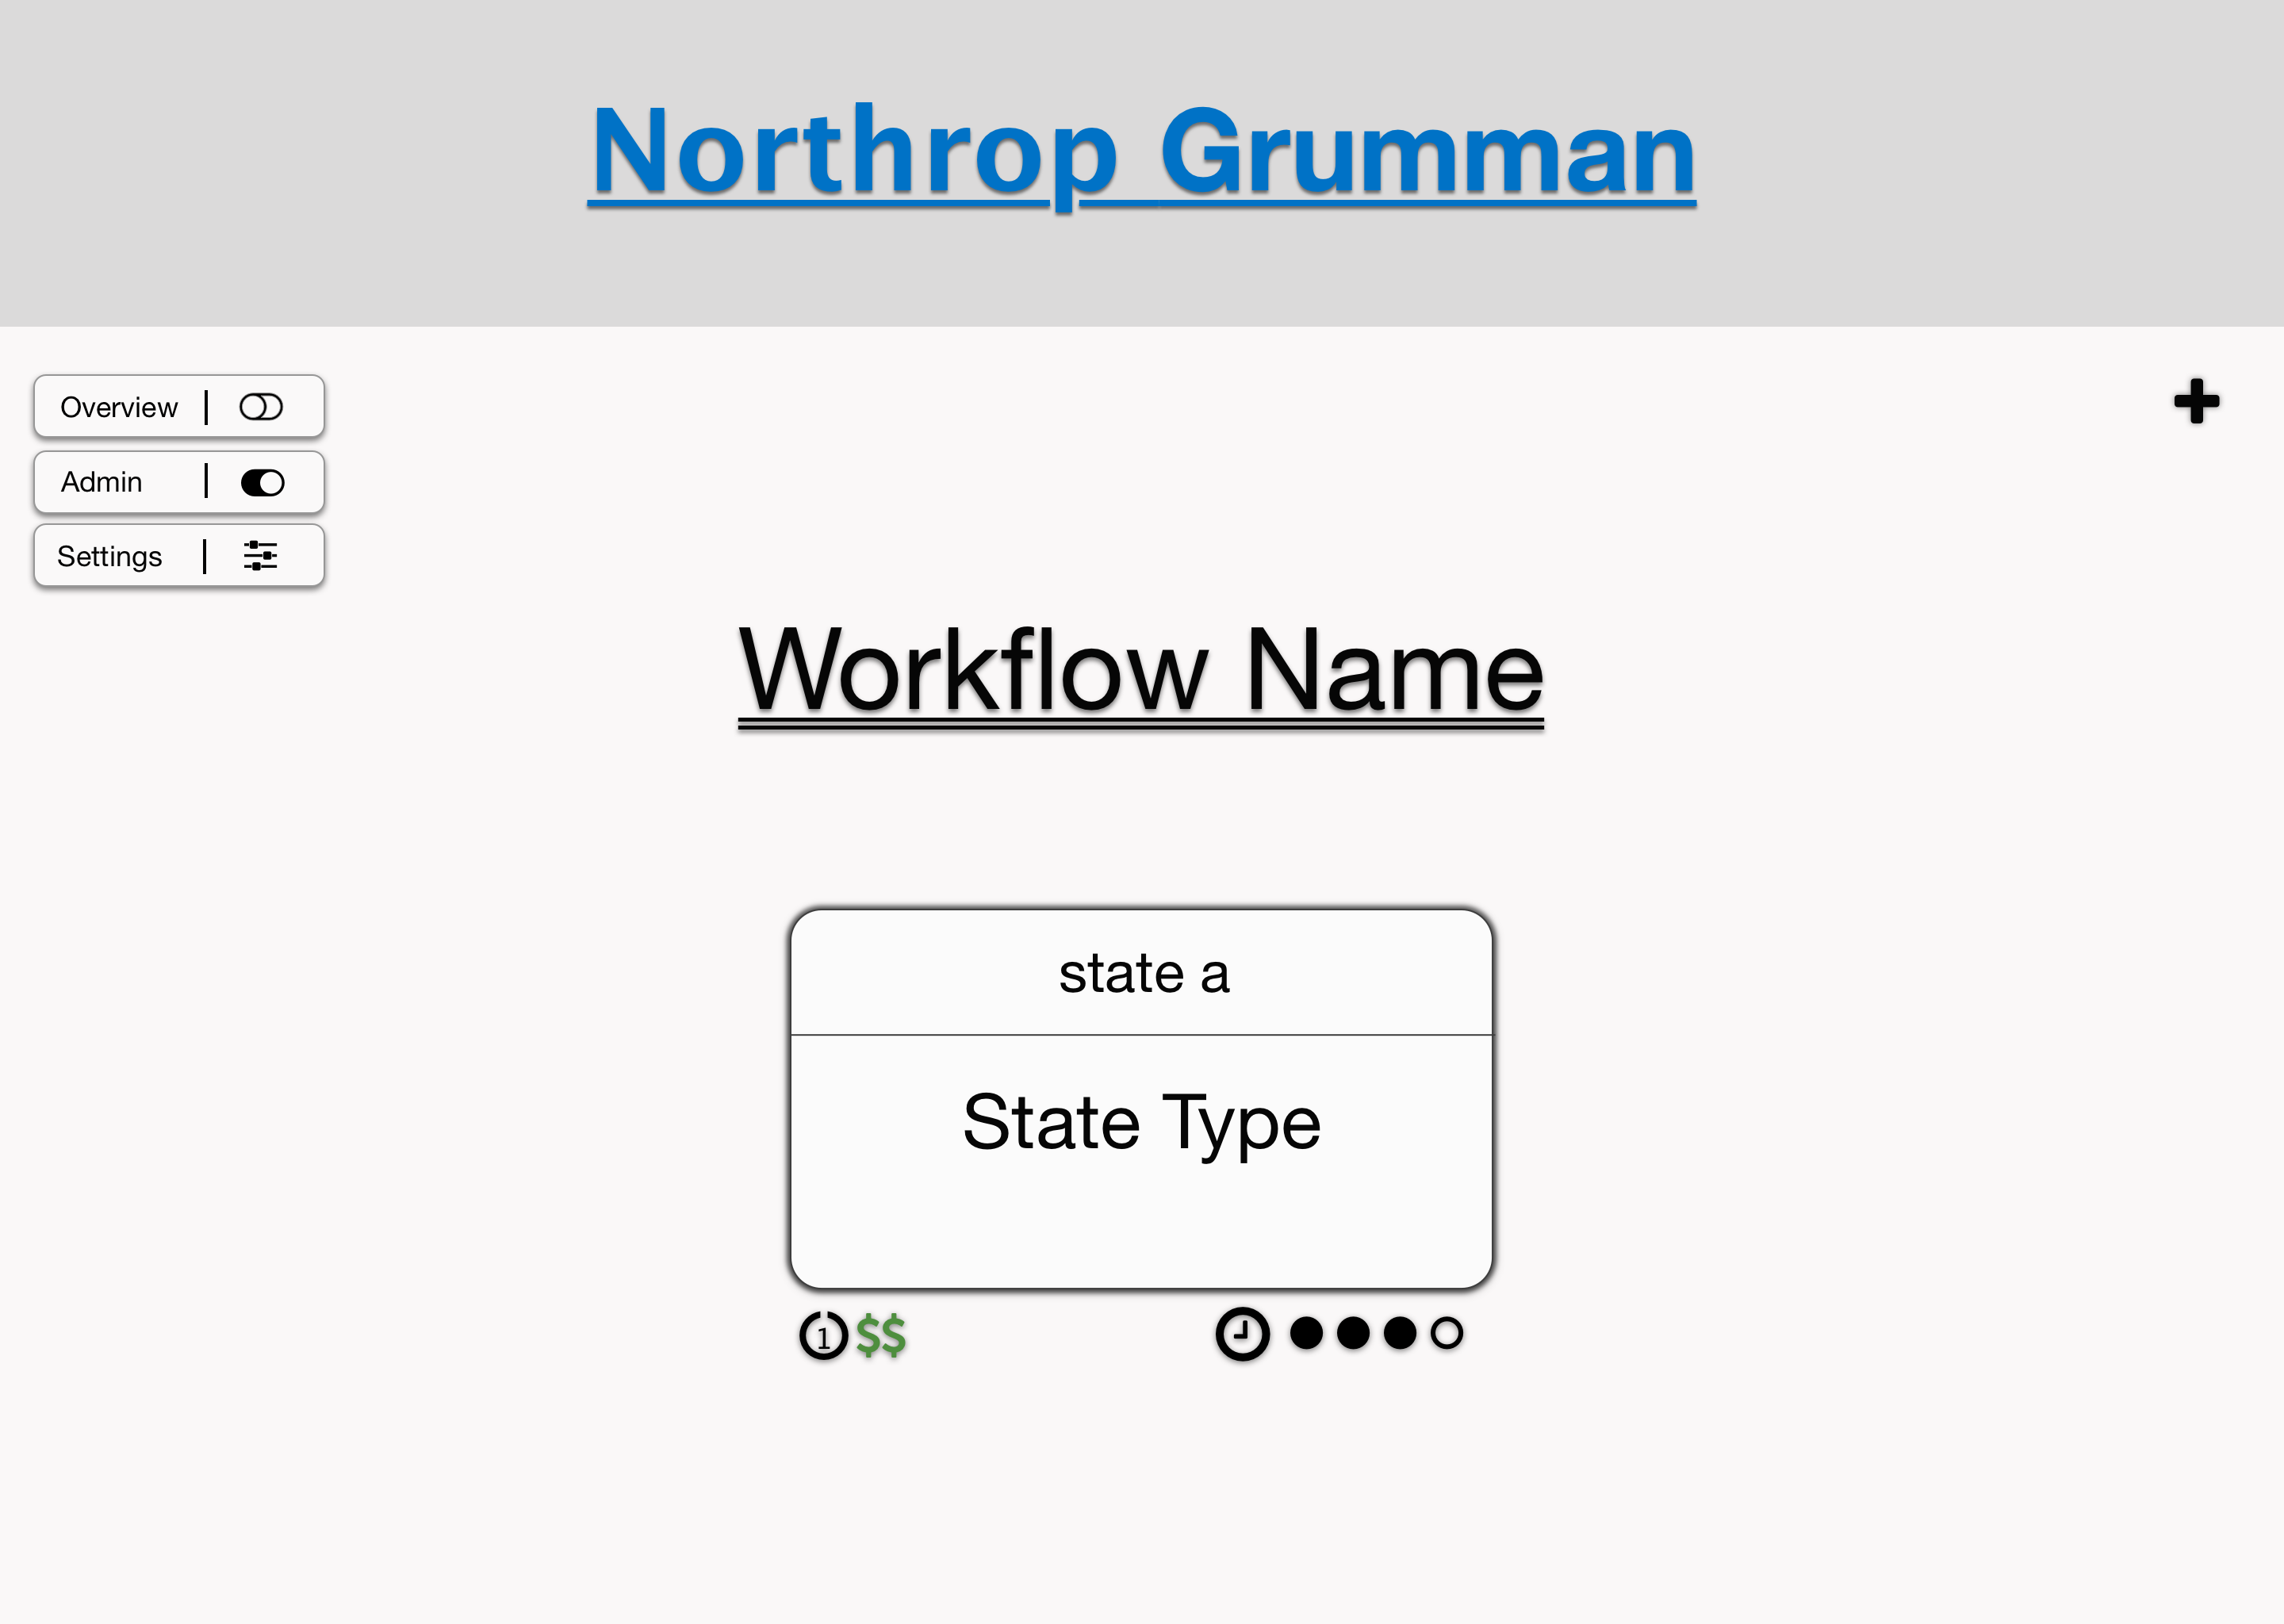 Northrop Grumman
Overview
Admin
Settings
Workflow Name
state a
State Type
1 $$